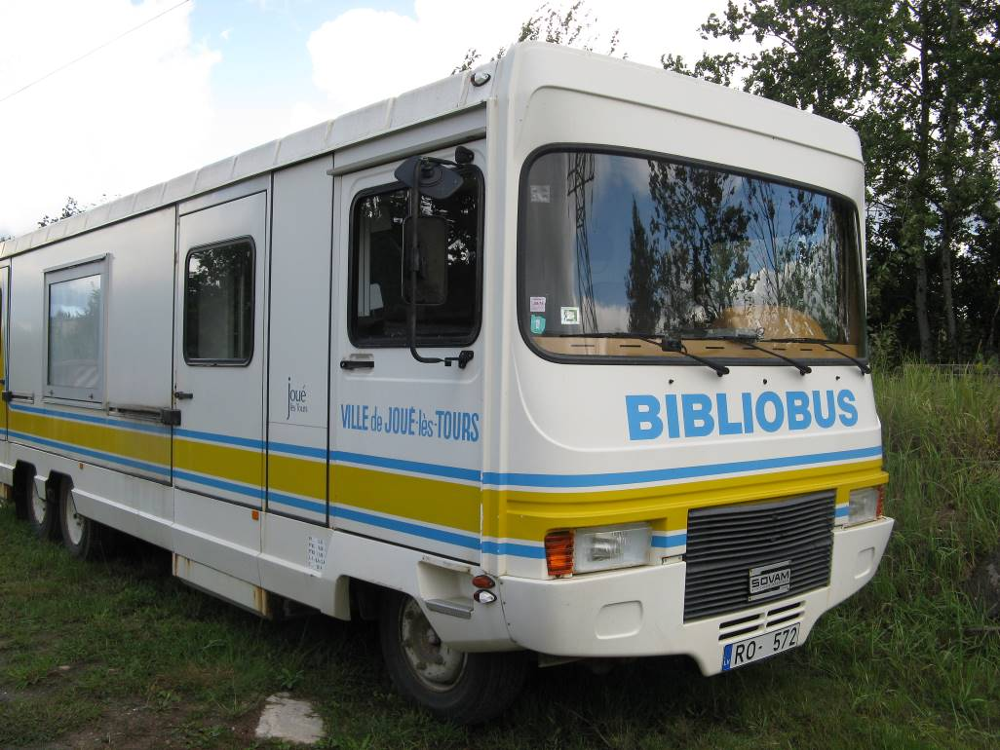 joué
lès Tours
VILLE de JOUÉ-lès-TOURS
BIBLIOBUS
SOVAM
LV RO-572